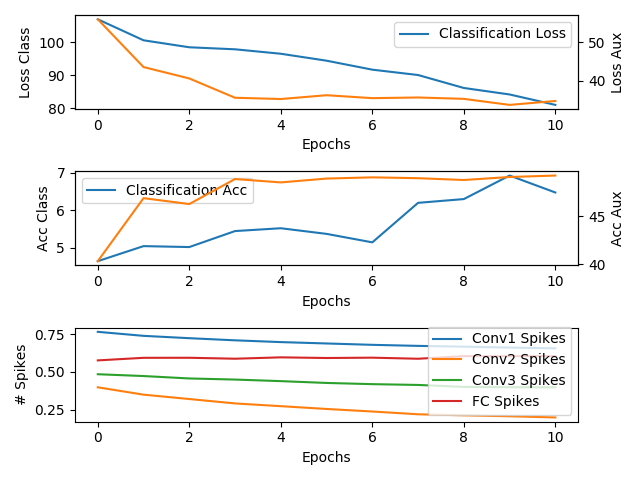 Loss Class
100
90
80
Classification Loss
50
40
Loss Aux
0 2 4 6 8 10
Epochs
Acc Class
7
6
5
Classification Acc
45
40
Acc Aux
0 2 4 6 8 10
Epochs
# Spikes
0.75
0.50
0.25
Conv1 Spikes
Conv2 Spikes
Conv3 Spikes
FC Spikes
0 2 4 6 8 10
Epochs